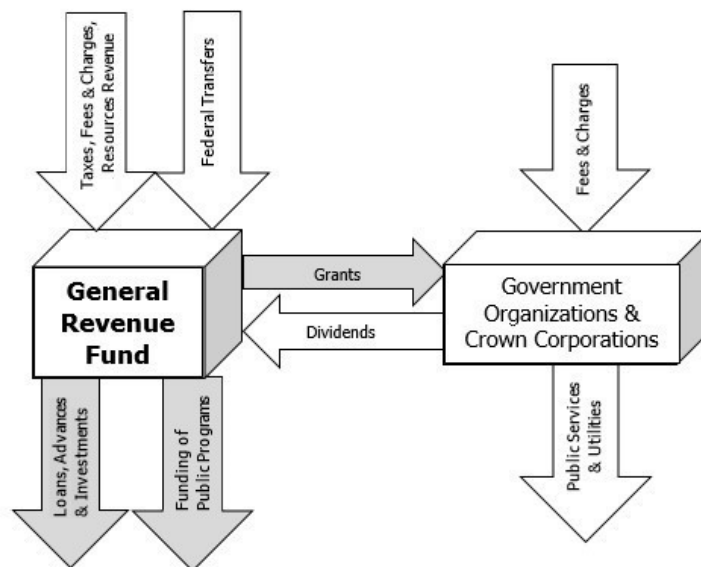 Taxes, Fees & Charges,
Resources Revenue
Federal Transfers
Fees & Charges
General
Revenue
Fund
Grants
Dividends
Government
Organizations &
Crown Corporations
Loans, Advances
& Investments
Funding of
Public Programs
Public Services
& Utilities